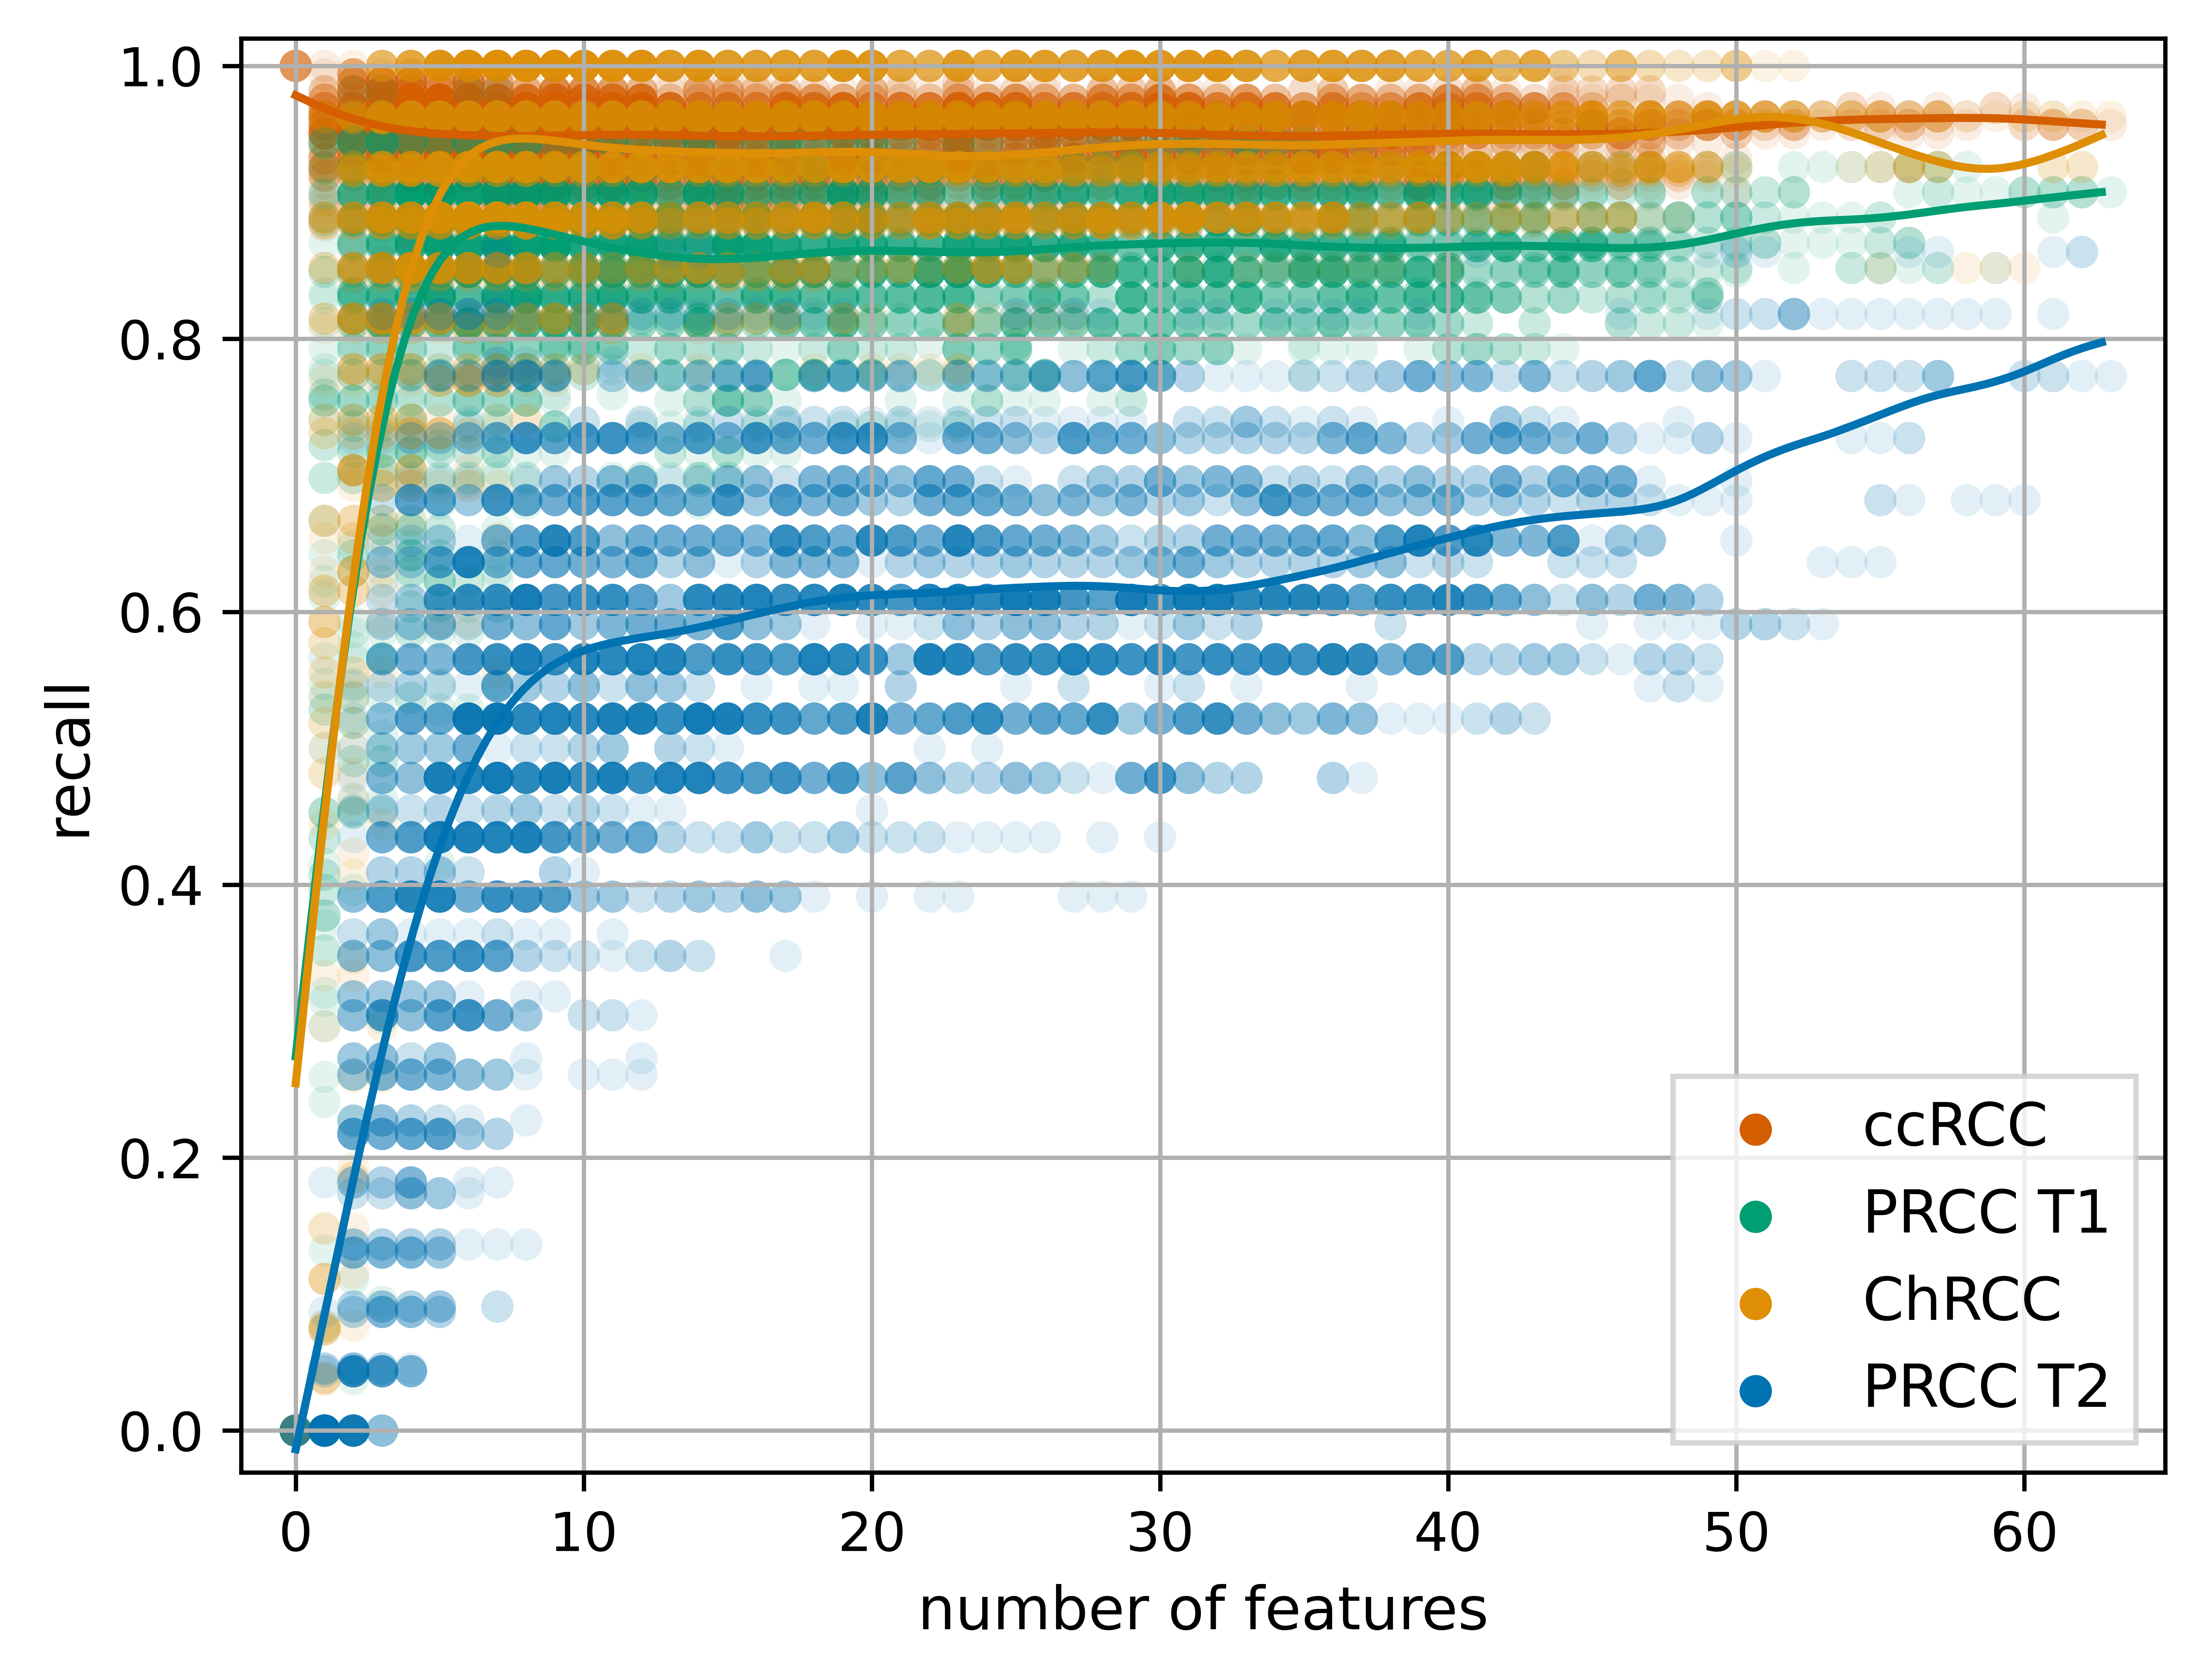 1.0
0.8
0.6
0.4
0.2
0.0
recall
0 10 20 30 40 50 60
number of features
ccRCC
PRCC T1
ChRCC
PRCC T2